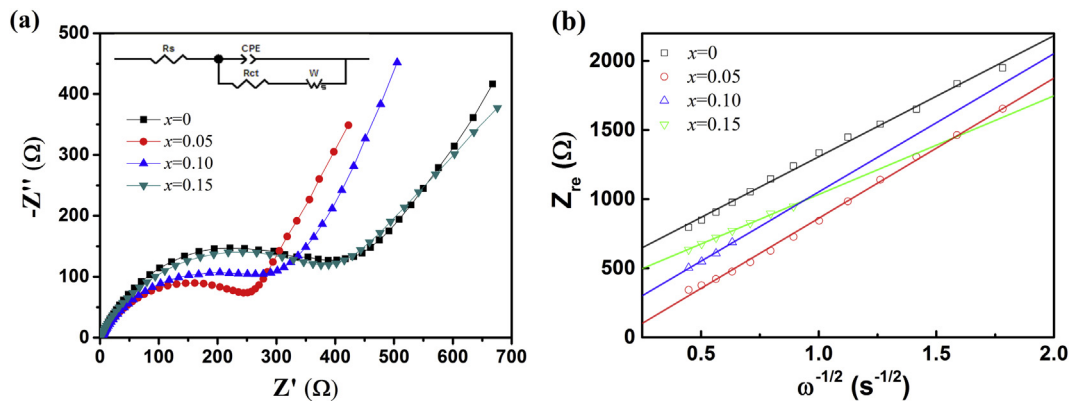 (a)
500
400
300
200
100
0
-Z'' (Ω)
Rs
CPE
Rct
W
s
x=0
x=0.05
x=0.10
x=0.15
0 100 200 300 400 500 600 700
Z' (Ω)
(b)
2000
1500
1000
500
0
Zre (Ω)
x=0
x=0.05
x=0.10
x=0.15
0.5 1.0 1.5 2.0
ω-1/2 (s-1/2)